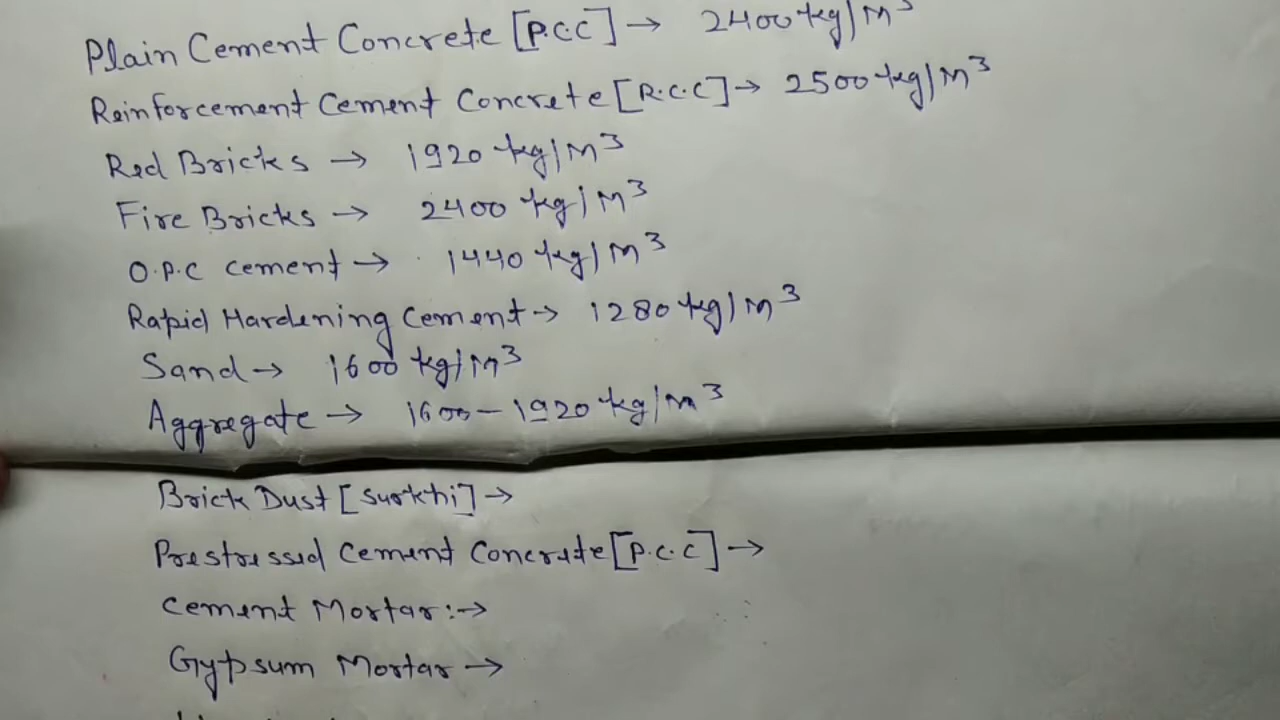 Plain Cement Concrete [P.C.C] → 2400 kg/m³
Reinforcement Cement Concrete [R.C.C] → 2500 kg/m³
Red Bricks → 1920 kg/m³
Fire Bricks → 2400 kg/m³
O.P.C cement → 1440 kg/m³
Rapid Hardening Cement → 1280 kg/m³
Sand → 1600 kg/m³
Aggregate → 1600 – 1920 kg/m³
Brick Dust [Surkhi] →
Prestressed Cement Concrete [P.C.C] →
Cement Mortar :→
Gypsum Mortar →